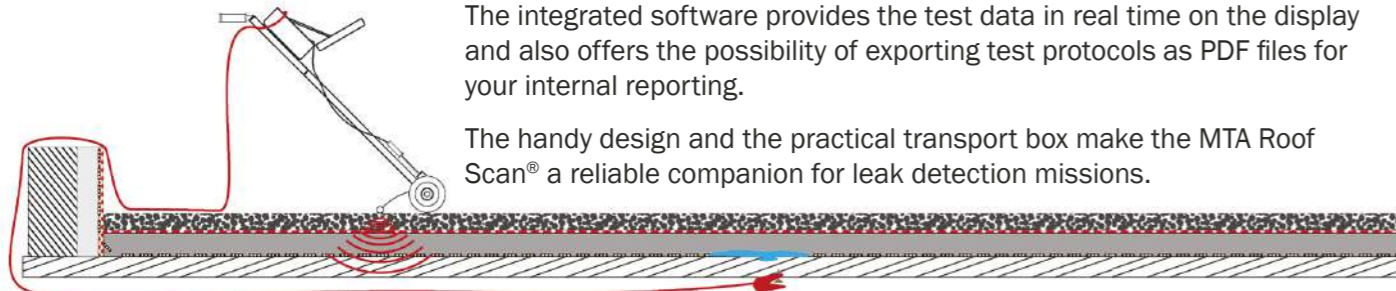 The integrated software provides the test data in real time on the display
and also offers the possibility of exporting test protocols as PDF files for
your internal reporting.
The handy design and the practical transport box make the MTA Roof
Scan® a reliable companion for leak detection missions.